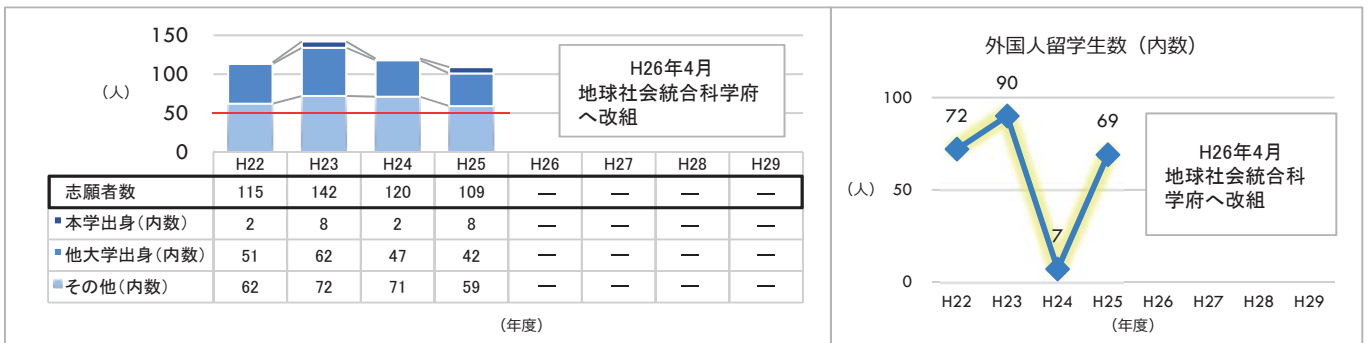 150
100
（人）
50
0
H26年4月
地球社会統合科学府
へ改組
H22 H23 H24 H25 H26 H27 H28 H29
志願者数 115 142 120 109 ― ― ― ―
本学出身（内数） 2 8 2 8 ― ― ― ―
他大学出身（内数） 51 62 47 42 ― ― ― ―
その他（内数） 62 72 71 59 ― ― ― ―
（年度）
外国人留学生数（内数）
100
（人）
50
0
72
90
7
69
H26年4月
地球社会統合科
学府へ改組
H22 H23 H24 H25 H26 H27 H28 H29
（年度）